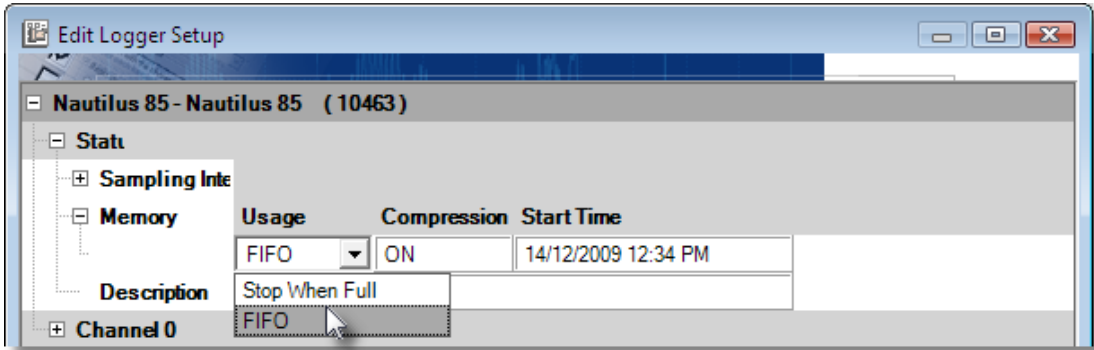 Edit Logger Setup
Nautilus 85 - Nautilus 85 (10463)
Statu
Sampling Inte
Memory Usage Compression Start Time
FIFO ON 14/12/2009 12:34 PM
Description Stop When Full
FIFO
Channel 0